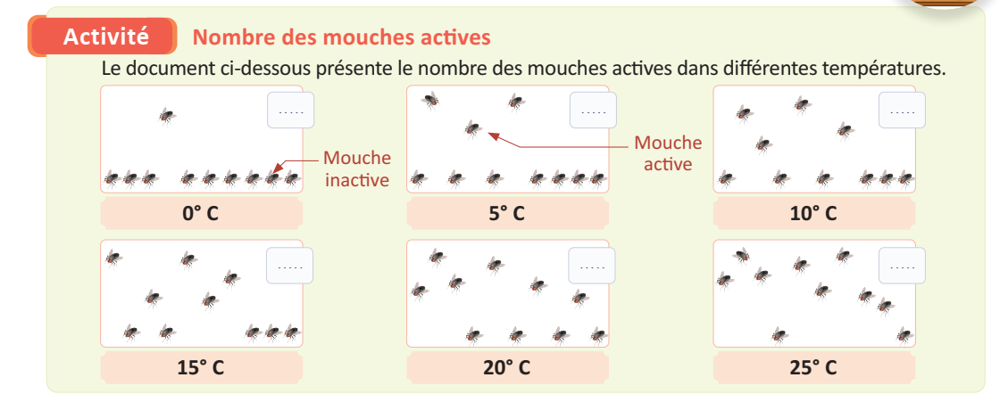 Activité Nombre des mouches actives
Le document ci-dessous présente le nombre des mouches actives dans différentes températures.
..... ..... .....
Mouche inactive
Mouche active
0° C 5° C 10° C
..... ..... .....
15° C 20° C 25° C